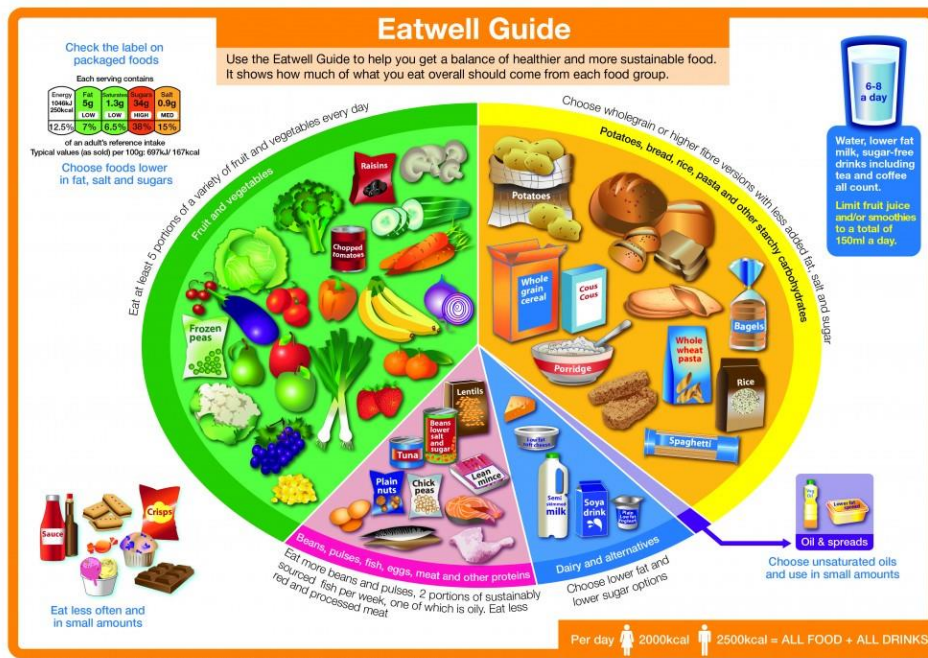 Eatwell Guide
Use the Eatwell Guide to help you get a balance of healthier and more sustainable food.
It shows how much of what you eat overall should come from each food group.
Check the label on
packaged foods
Each serving contains
Energy
1046kJ
250kcal
12.5%
Fat
5g
LOW
7%
Saturates
1.3g
LOW
6.5%
Sugars
34g
HIGH
38%
Salt
0.9g
MED
15%
of an adult's reference intake
Typical values (as sold) per 100g: 697kJ/ 167kcal
Choose foods lower
in fat, salt and sugars
6-8
a day
Water, lower fat
milk, sugar-free
drinks including
tea and coffee
all count.
Limit fruit juice
and/or smoothies
to a total of
150ml a day.
Eat at least 5 portions of a variety of fruit and vegetables every day
Fruit and vegetables
Raisins
Chopped
tomatoes
Frozen
peas
Choose wholegrain or higher fibre versions with less added fat, salt and sugar
Potatoes, bread, rice, pasta and other starchy carbohydrates
Potatoes
Whole
grain
cereal
Cous
Cous
Porridge
Bagels
Whole
wheat
pasta
Rice
Spaghetti
Lentils
Beans
lower
salt
and
sugar
Tuna
Plain
nuts
Chick
peas
Lean
mince
Beans, pulses, fish, eggs, meat and other proteins
Eat more beans and pulses, 2 portions of sustainably
sourced fish per week, one of which is oily. Eat less
red and processed meat
Low fat
soft cheese
Semi
skimmed
milk
Soya
drink
Plain
Low fat
yoghurt
Dairy and alternatives
Choose lower fat and
lower sugar options
Lower fat
Oil & spreads
Choose unsaturated oils
and use in small amounts
Sauce
Crisps
Eat less often and
in small amounts
Per day 2000kcal 2500kcal = ALL FOOD + ALL DRINKS